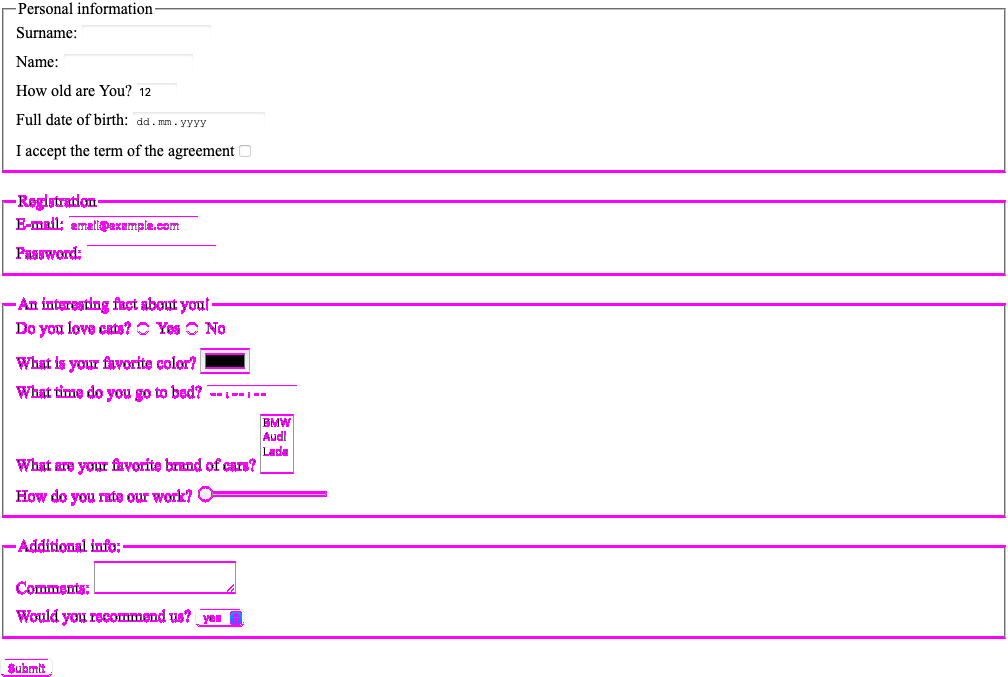 Personal information
Surname:
Name:
How old are You? 12
Full date of birth: dd.mm.yyyy
I accept the term of the agreement
Registration
E-mail: email@example.com
Password:
An interesting fact about you!
Do you love cats? Yes No
What is your favorite color?
What time do you go to bed? --:--
BMW
Audi
Lada
What are your favorite brand of cars?
How do you rate our work?
Additional info:
Comments:
Would you recommend us? yes
Submit